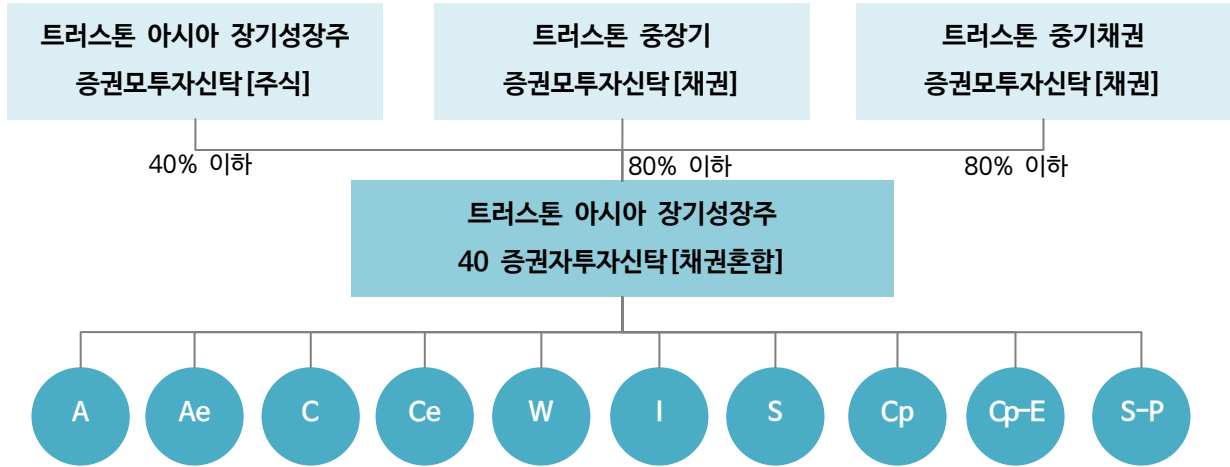 트러스톤 아시아 장기성장주
증권모투자신탁[주식]
트러스톤 중장기
증권모투자신탁[채권]
트러스톤 중기채권
증권모투자신탁[채권]
40% 이하
80% 이하
80% 이하
트러스톤 아시아 장기성장주
40 증권자투자신탁[채권혼합]
A
Ae
C
Ce
W
I
S
Cp
Cp-E
S-P